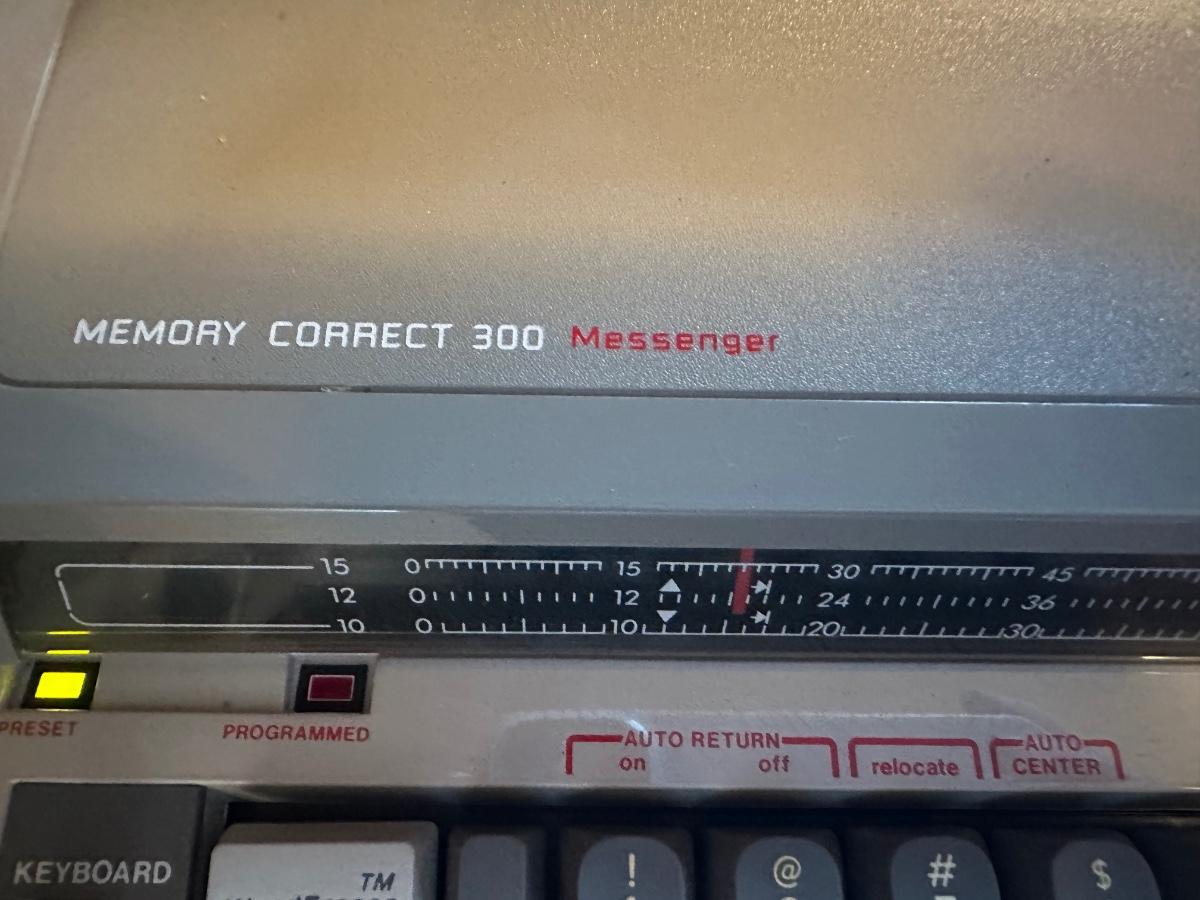 MEMORY CORRECT 300 Messenger
15 0 15 30 45
12 0 12 24 36
10 0 10 20 30
PRESET PROGRAMMED
AUTO RETURN AUTO
on off relocate CENTER
KEYBOARD TM ! @ # $